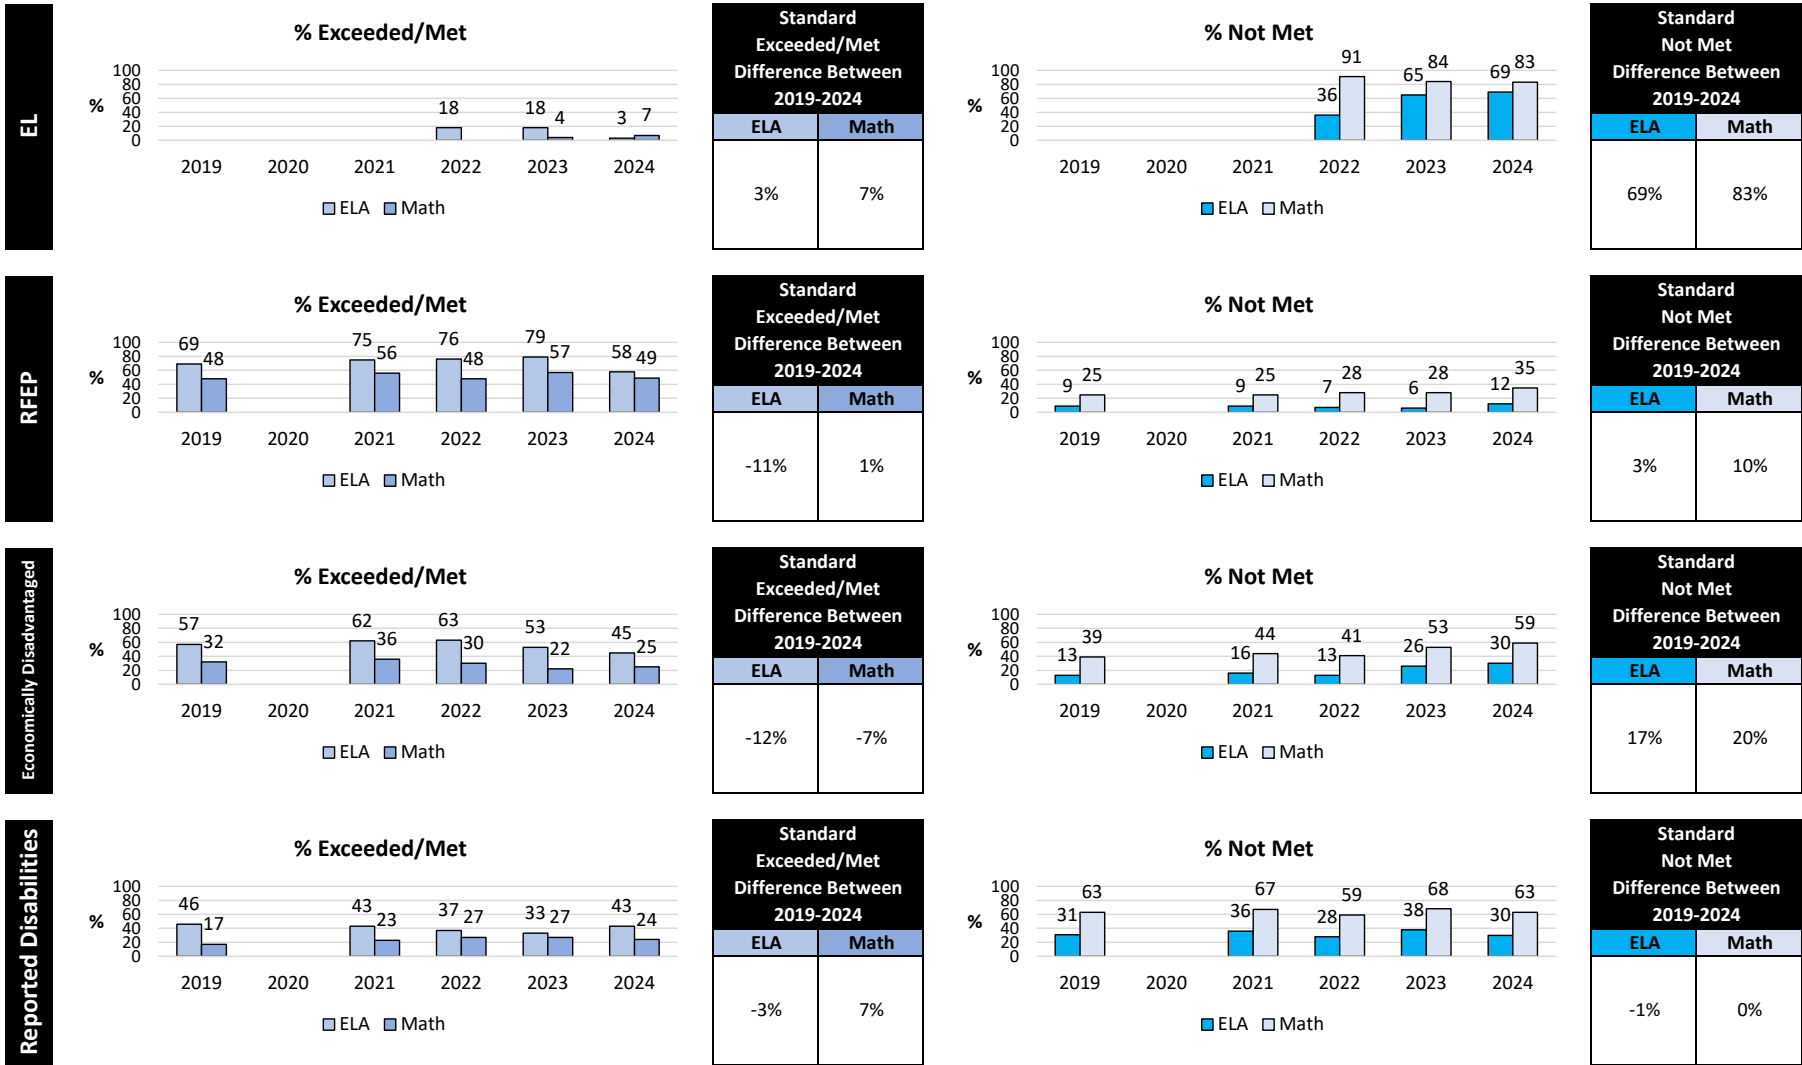 EL
% Exceeded/Met
100
80
60
40
20
0
%
18
18
4
3
7
2019 2020 2021 2022 2023 2024
ELA Math
Standard
Exceeded/Met
Difference Between
2019-2024
ELA Math
3% 7%
% Not Met
100
80
60
40
20
0
%
36
91
65
84
69
83
2019 2020 2021 2022 2023 2024
ELA Math
Standard
Not Met
Difference Between
2019-2024
ELA Math
69% 83%
RFEP
% Exceeded/Met
100
80
60
40
20
0
%
69
48
75
56
76
48
79
57
58
49
2019 2020 2021 2022 2023 2024
ELA Math
Standard
Exceeded/Met
Difference Between
2019-2024
ELA Math
-11% 1%
% Not Met
100
80
60
40
20
0
%
9
25
9
25
7
28
6
28
12
35
2019 2020 2021 2022 2023 2024
ELA Math
Standard
Not Met
Difference Between
2019-2024
ELA Math
3% 10%
Economically Disadvantaged
% Exceeded/Met
100
80
60
40
20
0
%
57
32
62
36
63
30
53
22
45
25
2019 2020 2021 2022 2023 2024
ELA Math
Standard
Exceeded/Met
Difference Between
2019-2024
ELA Math
-12% -7%
% Not Met
100
80
60
40
20
0
%
13
39
16
44
13
41
26
53
30
59
2019 2020 2021 2022 2023 2024
ELA Math
Standard
Not Met
Difference Between
2019-2024
ELA Math
17% 20%
Reported Disabilities
% Exceeded/Met
100
80
60
40
20
0
%
46
17
43
23
37
27
33
27
43
24
2019 2020 2021 2022 2023 2024
ELA Math
Standard
Exceeded/Met
Difference Between
2019-2024
ELA Math
-3% 7%
% Not Met
100
80
60
40
20
0
%
31
63
36
67
28
59
38
68
30
63
2019 2020 2021 2022 2023 2024
ELA Math
Standard
Not Met
Difference Between
2019-2024
ELA Math
-1% 0%